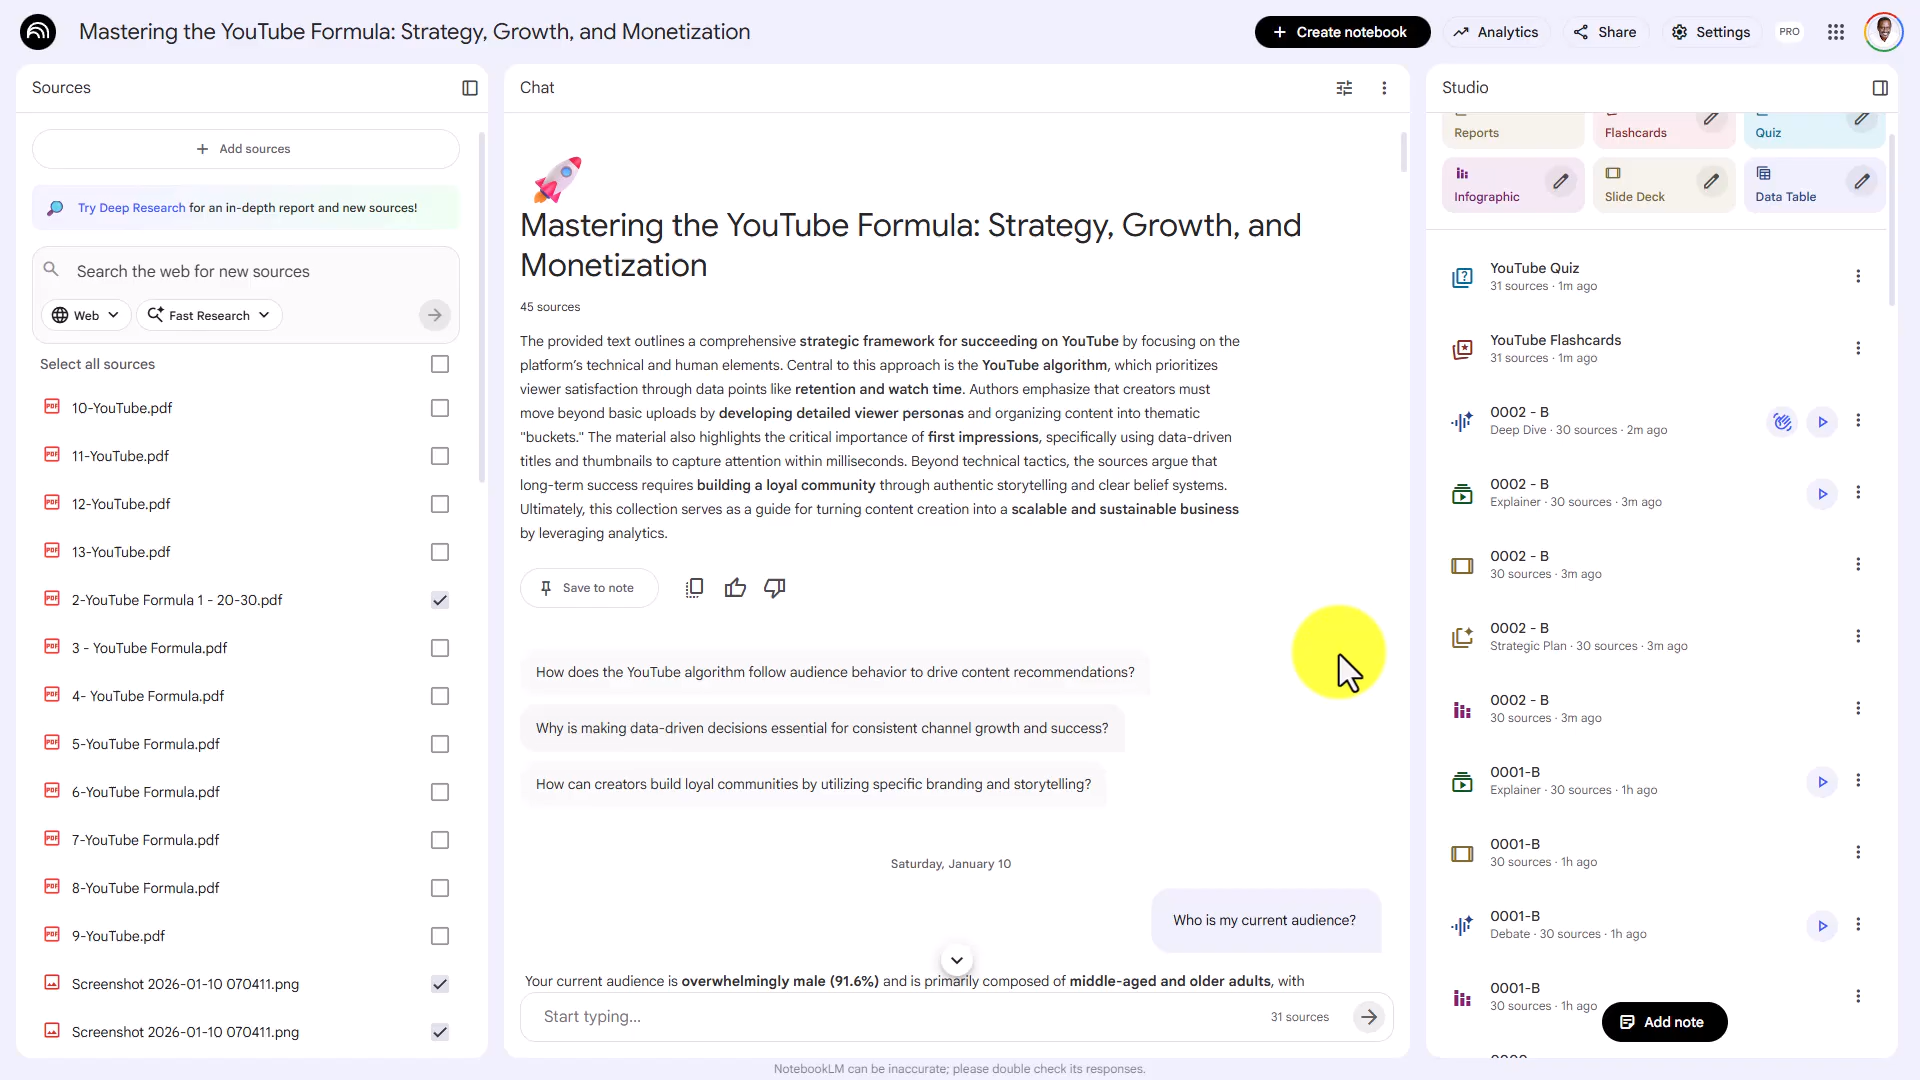 Mastering the YouTube Formula: Strategy, Growth, and Monetization
Create notebook
Analytics
Share
Settings
PRO
Sources
Add sources
Try Deep Research for an in-depth report and new sources!
Search the web for new sources
Web
Fast Research
Select all sources
10-YouTube.pdf
11-YouTube.pdf
12-YouTube.pdf
13-YouTube.pdf
2-YouTube Formula 1 - 20-30.pdf
3 - YouTube Formula.pdf
4- YouTube Formula.pdf
5-YouTube Formula.pdf
6-YouTube Formula.pdf
7-YouTube Formula.pdf
8-YouTube Formula.pdf
9-YouTube.pdf
Screenshot 2026-01-10 070411.png
Screenshot 2026-01-10 070411.png
Chat
Mastering the YouTube Formula: Strategy, Growth, and
Monetization
45 sources
The provided text outlines a comprehensive strategic framework for succeeding on YouTube by focusing on the
platform's technical and human elements. Central to this approach is the YouTube algorithm, which prioritizes
viewer satisfaction through data points like retention and watch time. Authors emphasize that creators must
move beyond basic uploads by developing detailed viewer personas and organizing content into thematic
"buckets." The material also highlights the critical importance of first impressions, specifically using data-driven
titles and thumbnails to capture attention within milliseconds. Beyond technical tactics, the sources argue that
long-term success requires building a loyal community through authentic storytelling and clear belief systems.
Ultimately, this collection serves as a guide for turning content creation into a scalable and sustainable business
by leveraging analytics.
Save to note
How does the YouTube algorithm follow audience behavior to drive content recommendations?
Why is making data-driven decisions essential for consistent channel growth and success?
How can creators build loyal communities by utilizing specific branding and storytelling?
Saturday, January 10
Who is my current audience?
Your current audience is overwhelmingly male (91.6%) and is primarily composed of middle-aged and older adults, with
Start typing...
31 sources
NotebookLM can be inaccurate; please double check its responses.
Studio
Reports
Flashcards
Quiz
Infographic
Slide Deck
Data Table
YouTube Quiz
31 sources · 1m ago
YouTube Flashcards
31 sources · 1m ago
0002 - B
Deep Dive · 30 sources · 2m ago
0002 - B
Explainer · 30 sources · 3m ago
0002 - B
30 sources · 3m ago
0002 - B
Strategic Plan · 30 sources · 3m ago
0002 - B
30 sources · 3m ago
0001-B
Explainer · 30 sources · 1h ago
0001-B
30 sources · 1h ago
0001-B
Debate · 30 sources · 1h ago
0001-B
30 sources · 1h ago
Add note